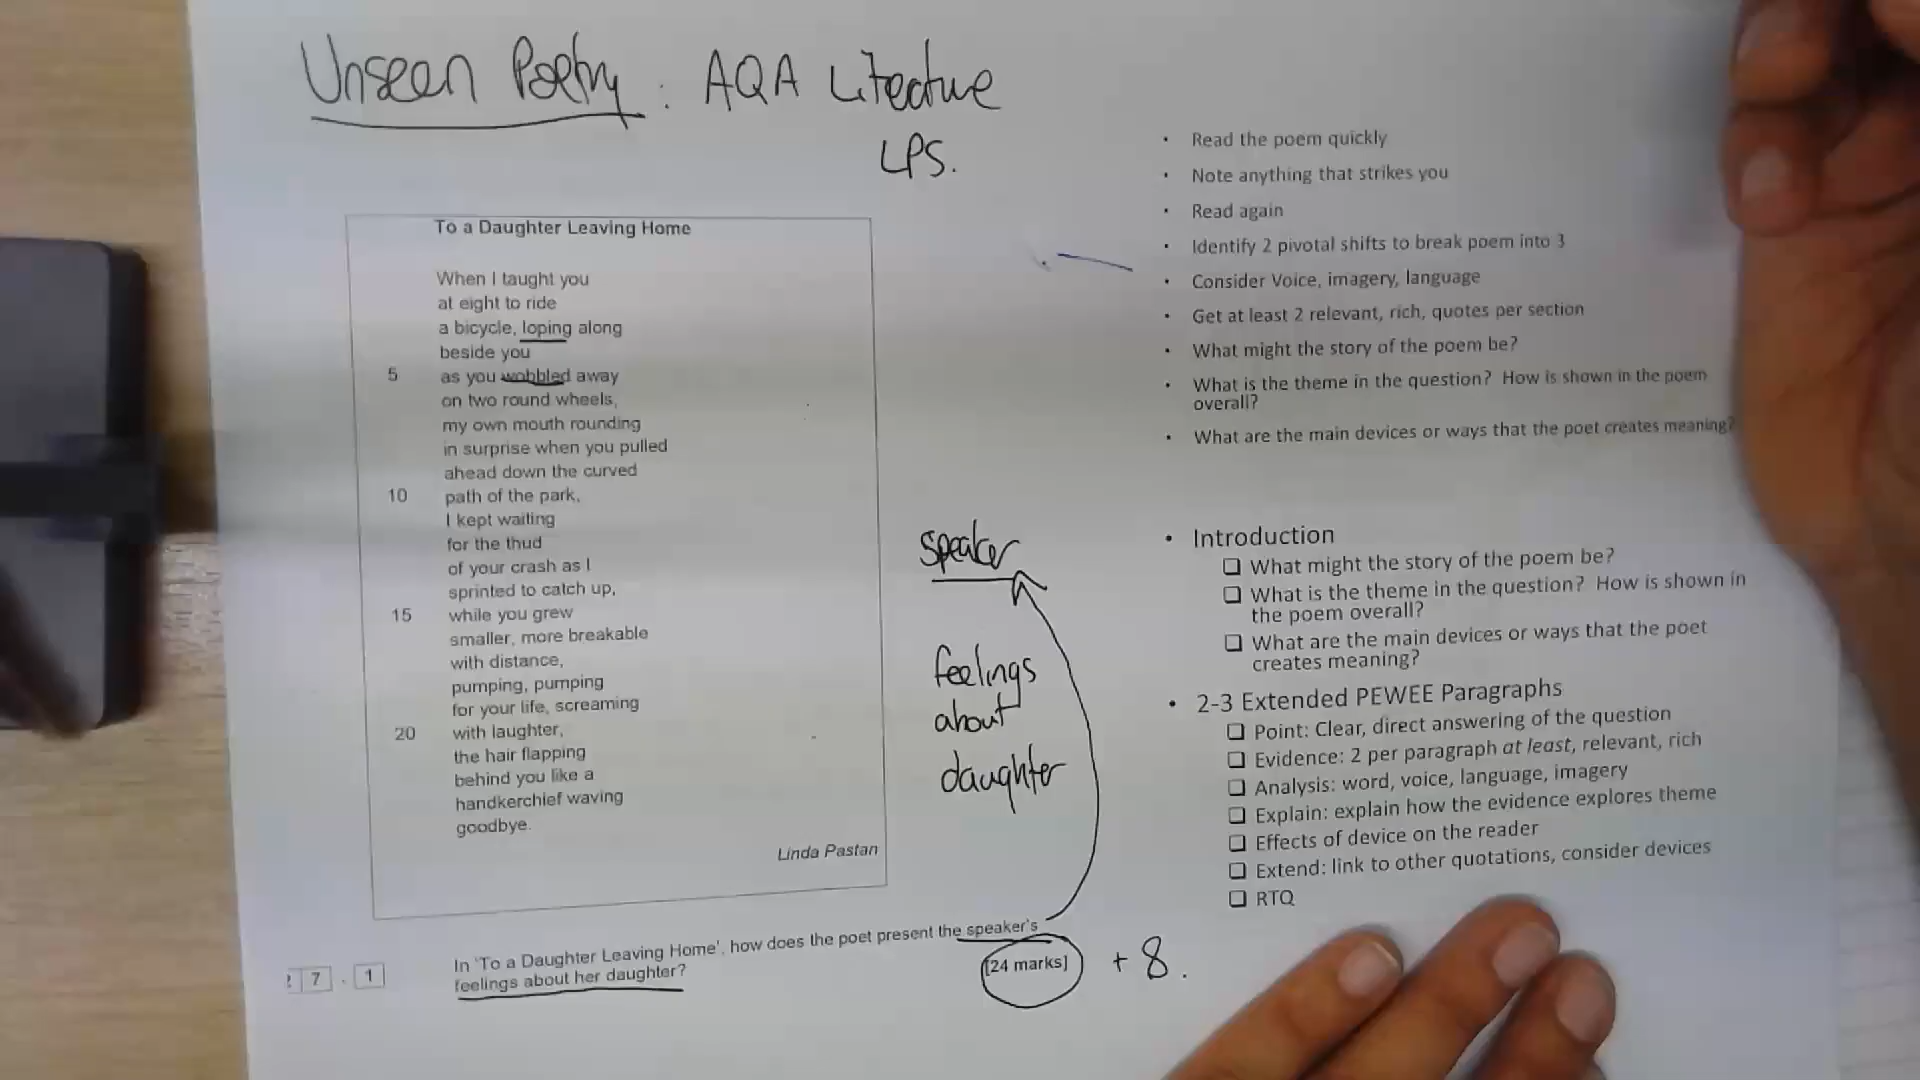 Unseen Poetry : AQA Literature
LPS.
To a Daughter Leaving Home
When I taught you
at eight to ride
a bicycle, loping along
beside you
5 as you wobbled away
on two round wheels,
my own mouth rounding
in surprise when you pulled
ahead down the curved
10 path of the park,
I kept waiting
for the thud
of your crash as I
sprinted to catch up,
15 while you grew
smaller, more breakable
with distance,
pumping, pumping
for your life, screaming
20 with laughter,
the hair flapping
behind you like a
handkerchief waving
goodbye.
Linda Pastan
7 . 1 In 'To a Daughter Leaving Home', how does the poet present the speaker's
feelings about her daughter?
[24 marks] + 8.
speaker
feelings
about
daughter
• Read the poem quickly
• Note anything that strikes you
• Read again
• Identify 2 pivotal shifts to break poem into 3
• Consider Voice, imagery, language
• Get at least 2 relevant, rich, quotes per section
• What might the story of the poem be?
• What is the theme in the question? How is shown in the poem
overall?
• What are the main devices or ways that the poet creates meaning?
• Introduction
❑ What might the story of the poem be?
❑ What is the theme in the question? How is shown in
the poem overall?
❑ What are the main devices or ways that the poet
creates meaning?
• 2-3 Extended PEWEE Paragraphs
❑ Point: Clear, direct answering of the question
❑ Evidence: 2 per paragraph at least, relevant, rich
❑ Analysis: word, voice, language, imagery
❑ Explain: explain how the evidence explores theme
❑ Effects of device on the reader
❑ Extend: link to other quotations, consider devices
❑ RTQ